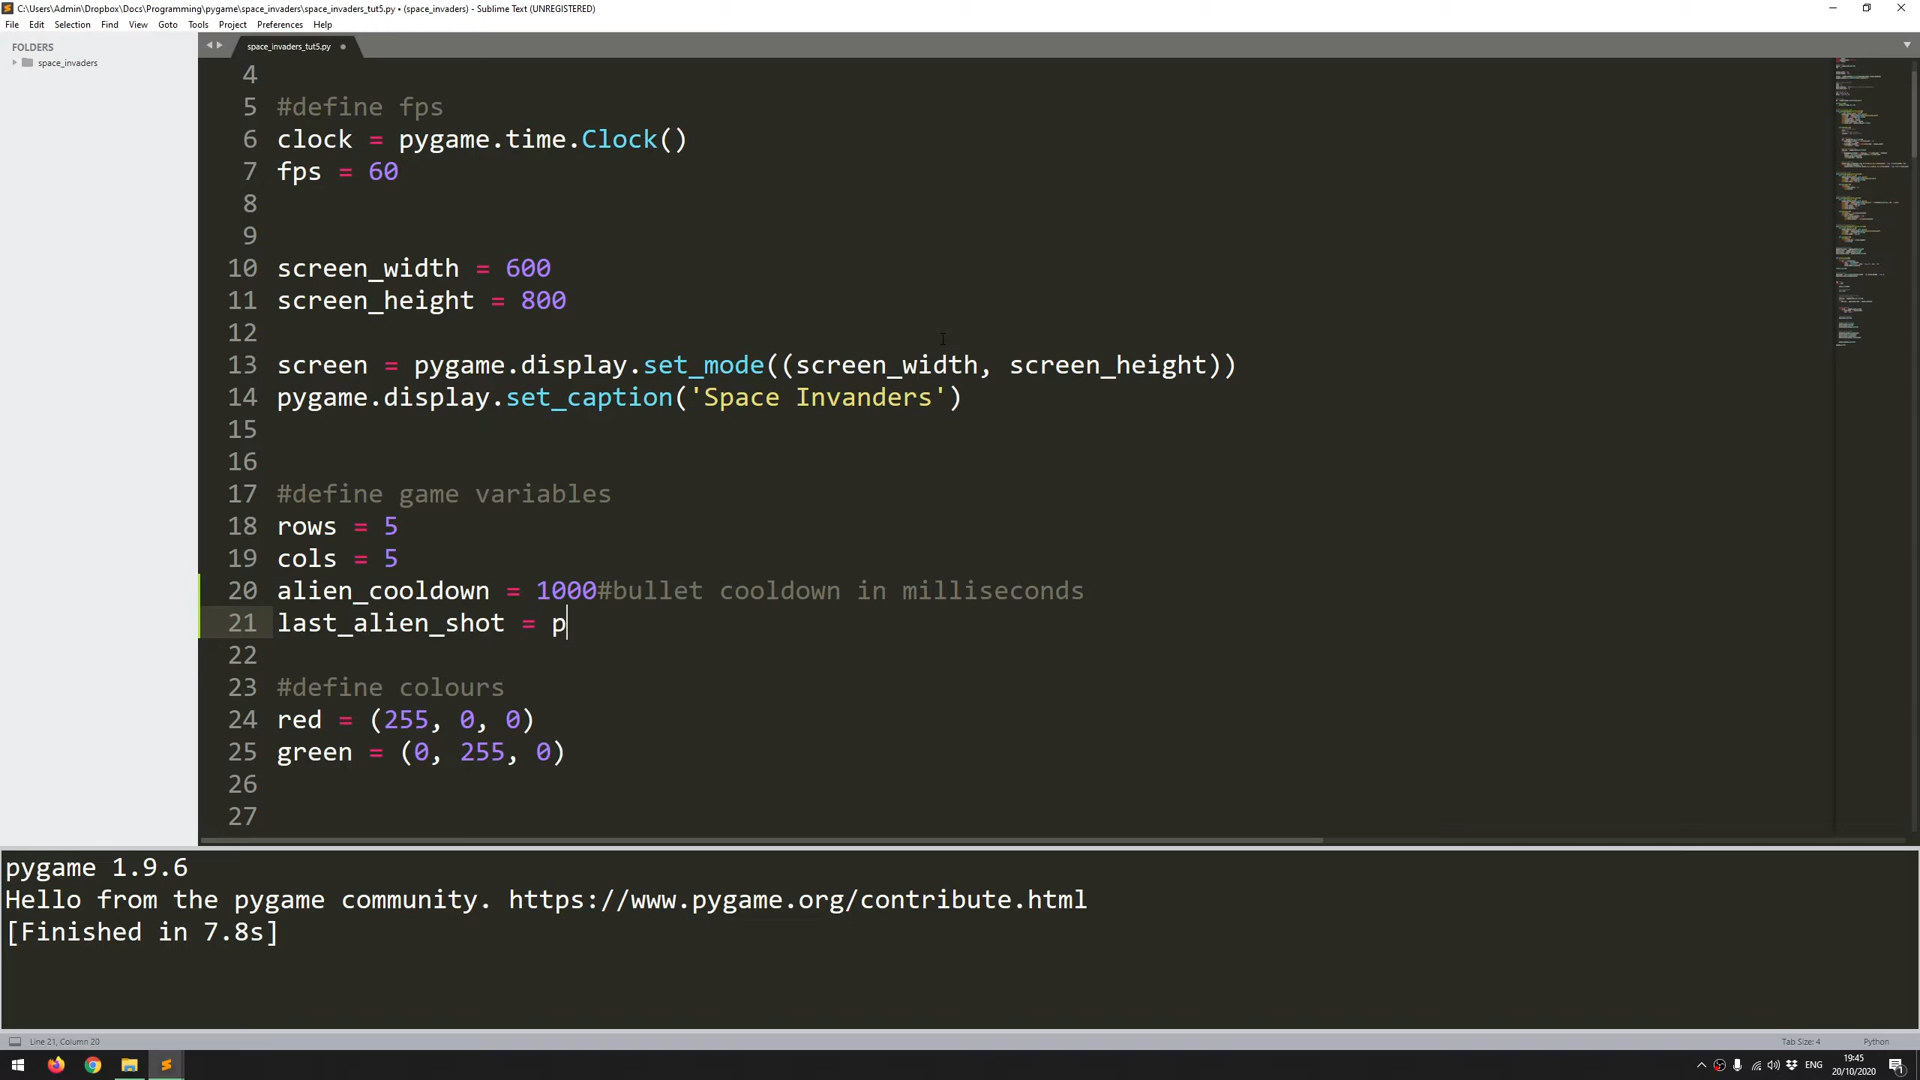 C:\Users\Admin\Dropbox\Docs\Programming\pygame\space_invaders\space_invaders_tut5.py • (space_invaders) - Sublime Text (UNREGISTERED)
File Edit Selection Find View Goto Tools Project Preferences Help
FOLDERS
space_invaders
space_invaders_tut5.py
4
5 #define fps
6 clock = pygame.time.Clock()
7 fps = 60
8
9
10 screen_width = 600
11 screen_height = 800
12
13 screen = pygame.display.set_mode((screen_width, screen_height))
14 pygame.display.set_caption('Space Invanders')
15
16
17 #define game variables
18 rows = 5
19 cols = 5
20 alien_cooldown = 1000#bullet cooldown in milliseconds
21 last_alien_shot = p
22
23 #define colours
24 red = (255, 0, 0)
25 green = (0, 255, 0)
26
27
pygame 1.9.6
Hello from the pygame community. https://www.pygame.org/contribute.html
[Finished in 7.8s]
Line 21, Column 20
Tab Size: 4
Python
ENG
19:45
20/10/2020